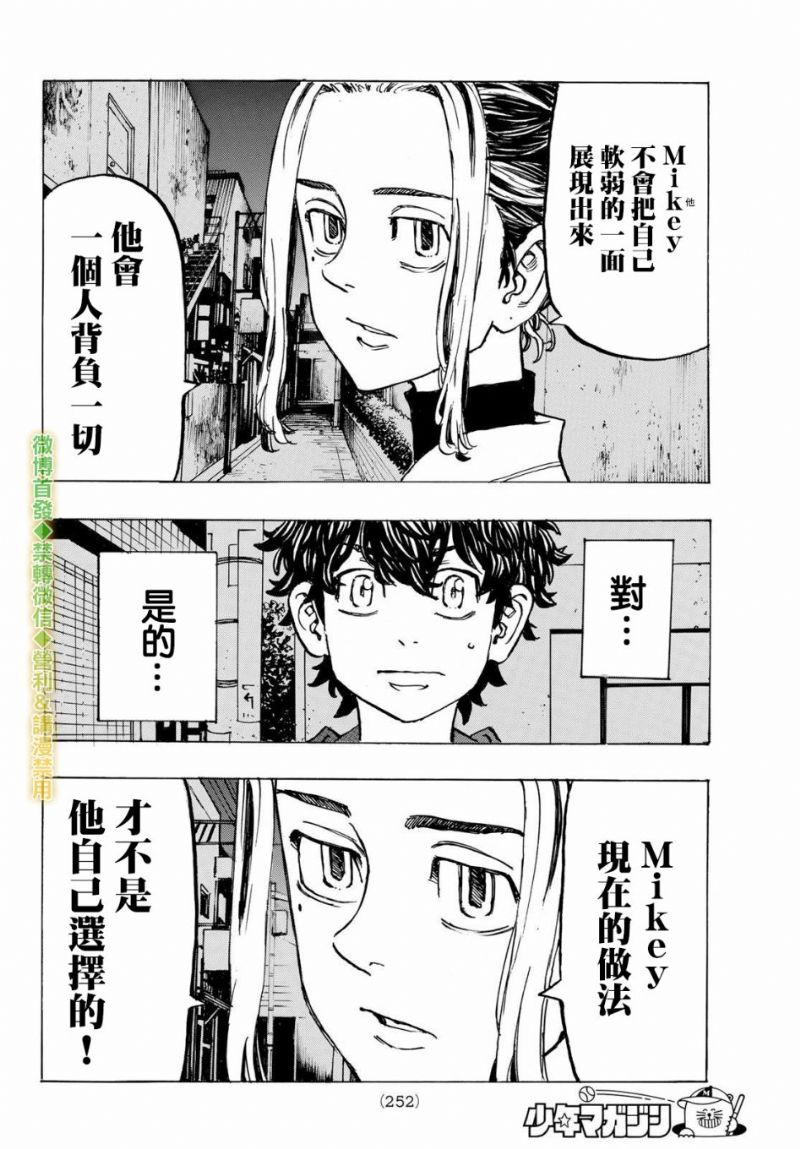 Mikey
他
不會把自己
軟弱的一面
展現出來
他會
一個人背負一切
對…
是的…
Mikey
現在的做法
才不是
他自己選擇的！
微博首發◆禁轉微信◆營利&講漫禁用
(252)
少年マガジン